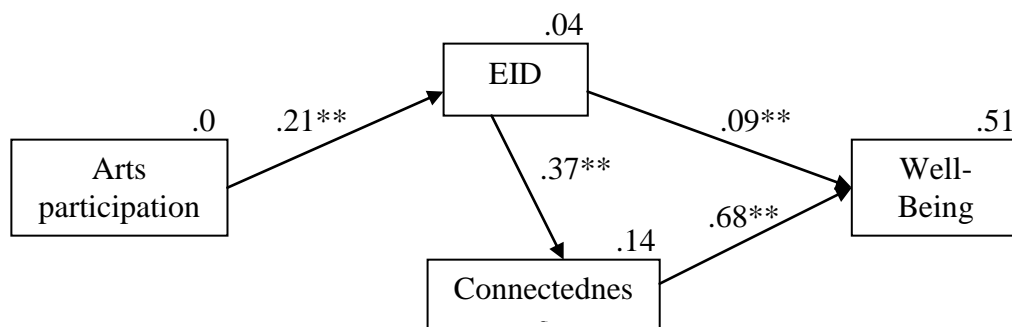 .04
EID
.0
.21**
.09**
.51
Arts
participation
.37**
Well-
Being
.14
.68**
Connectednes